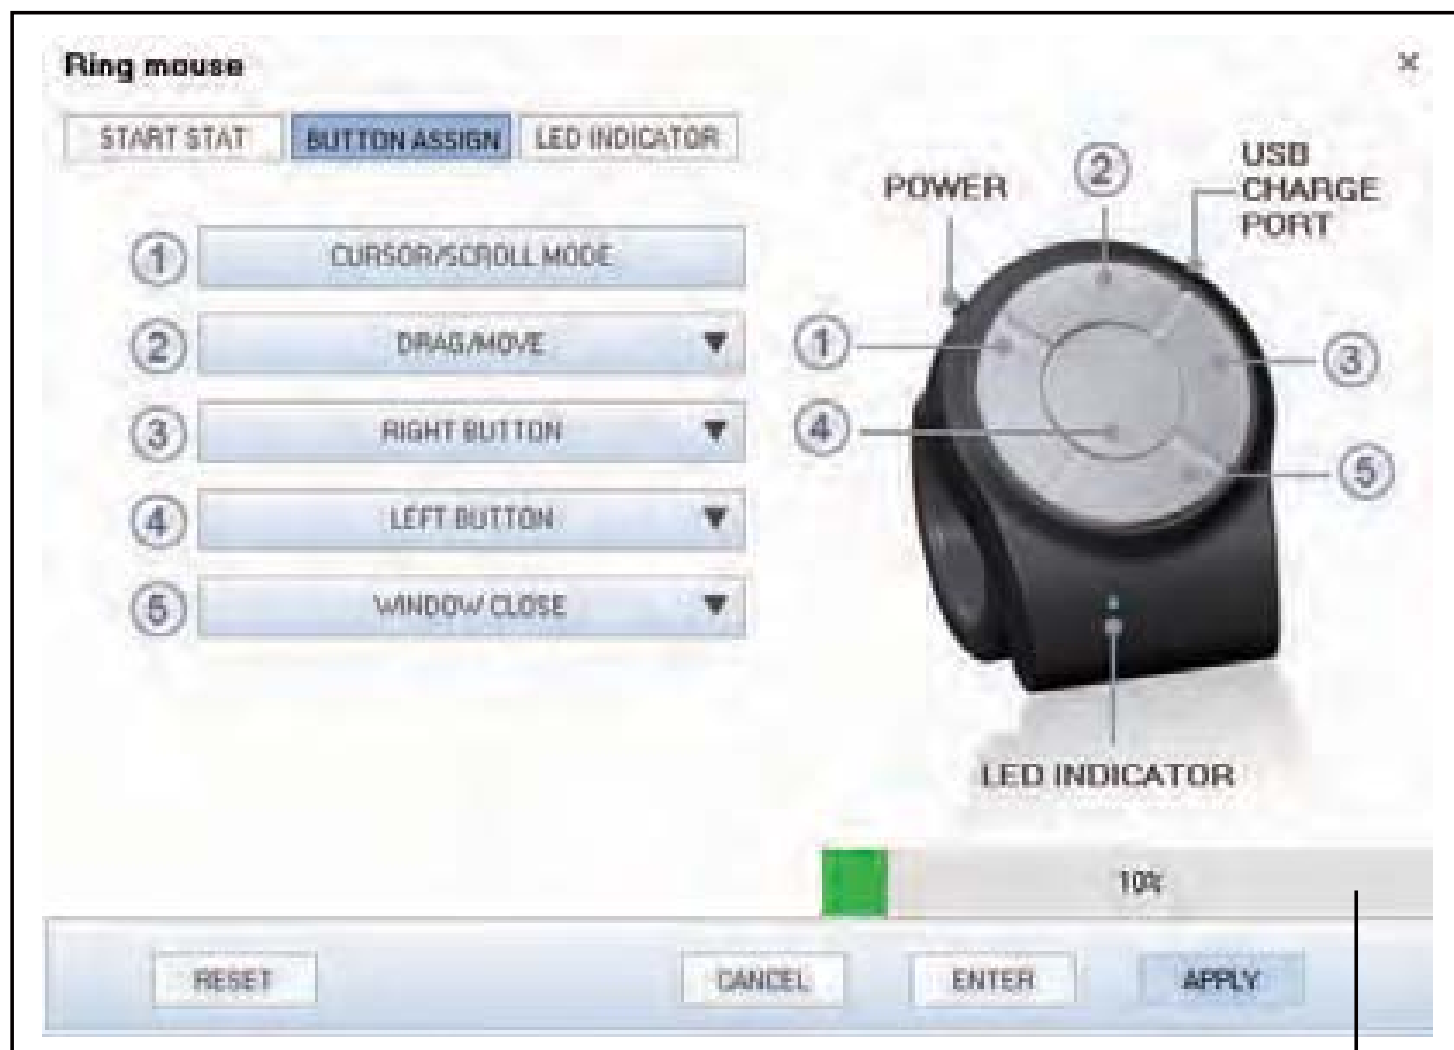 Ring mouse
×
START STAT
BUTTON ASSIGN
LED INDICATOR
① CURSOR/SCROLL MODE
② DRAG/MOVE ▼
③ RIGHT BUTTON ▼
④ LEFT BUTTON ▼
⑤ WINDOW CLOSE ▼
POWER
②
USB
CHARGE
PORT
①
③
④
⑤
LED INDICATOR
10%
RESET
CANCEL
ENTER
APPLY